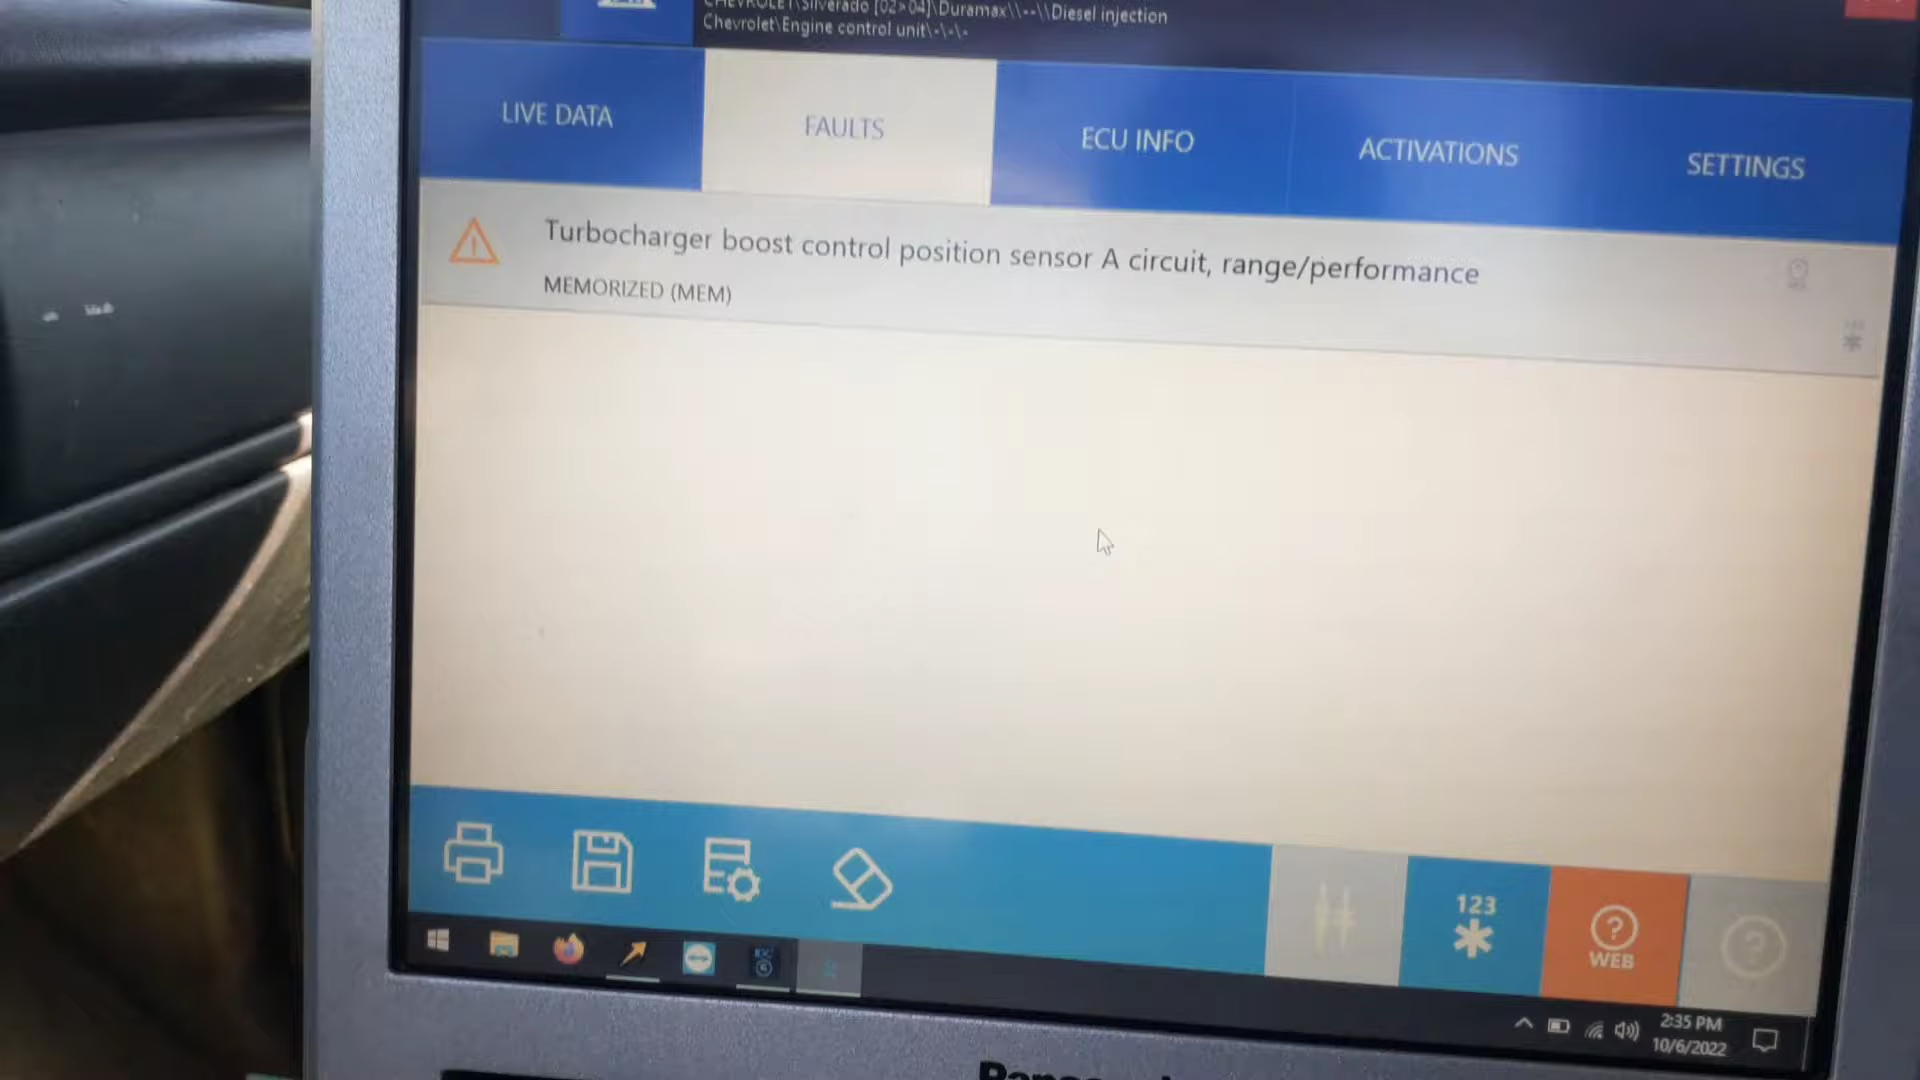 CHEVROLET\Silverado [02>04]\Duramax\\--\\Diesel injection
Chevrolet\Engine control unit\-\-\-
LIVE DATA
FAULTS
ECU INFO
ACTIVATIONS
SETTINGS
Turbocharger boost control position sensor A circuit, range/performance
MEMORIZED (MEM)
123
WEB
2:35 PM
10/6/2022